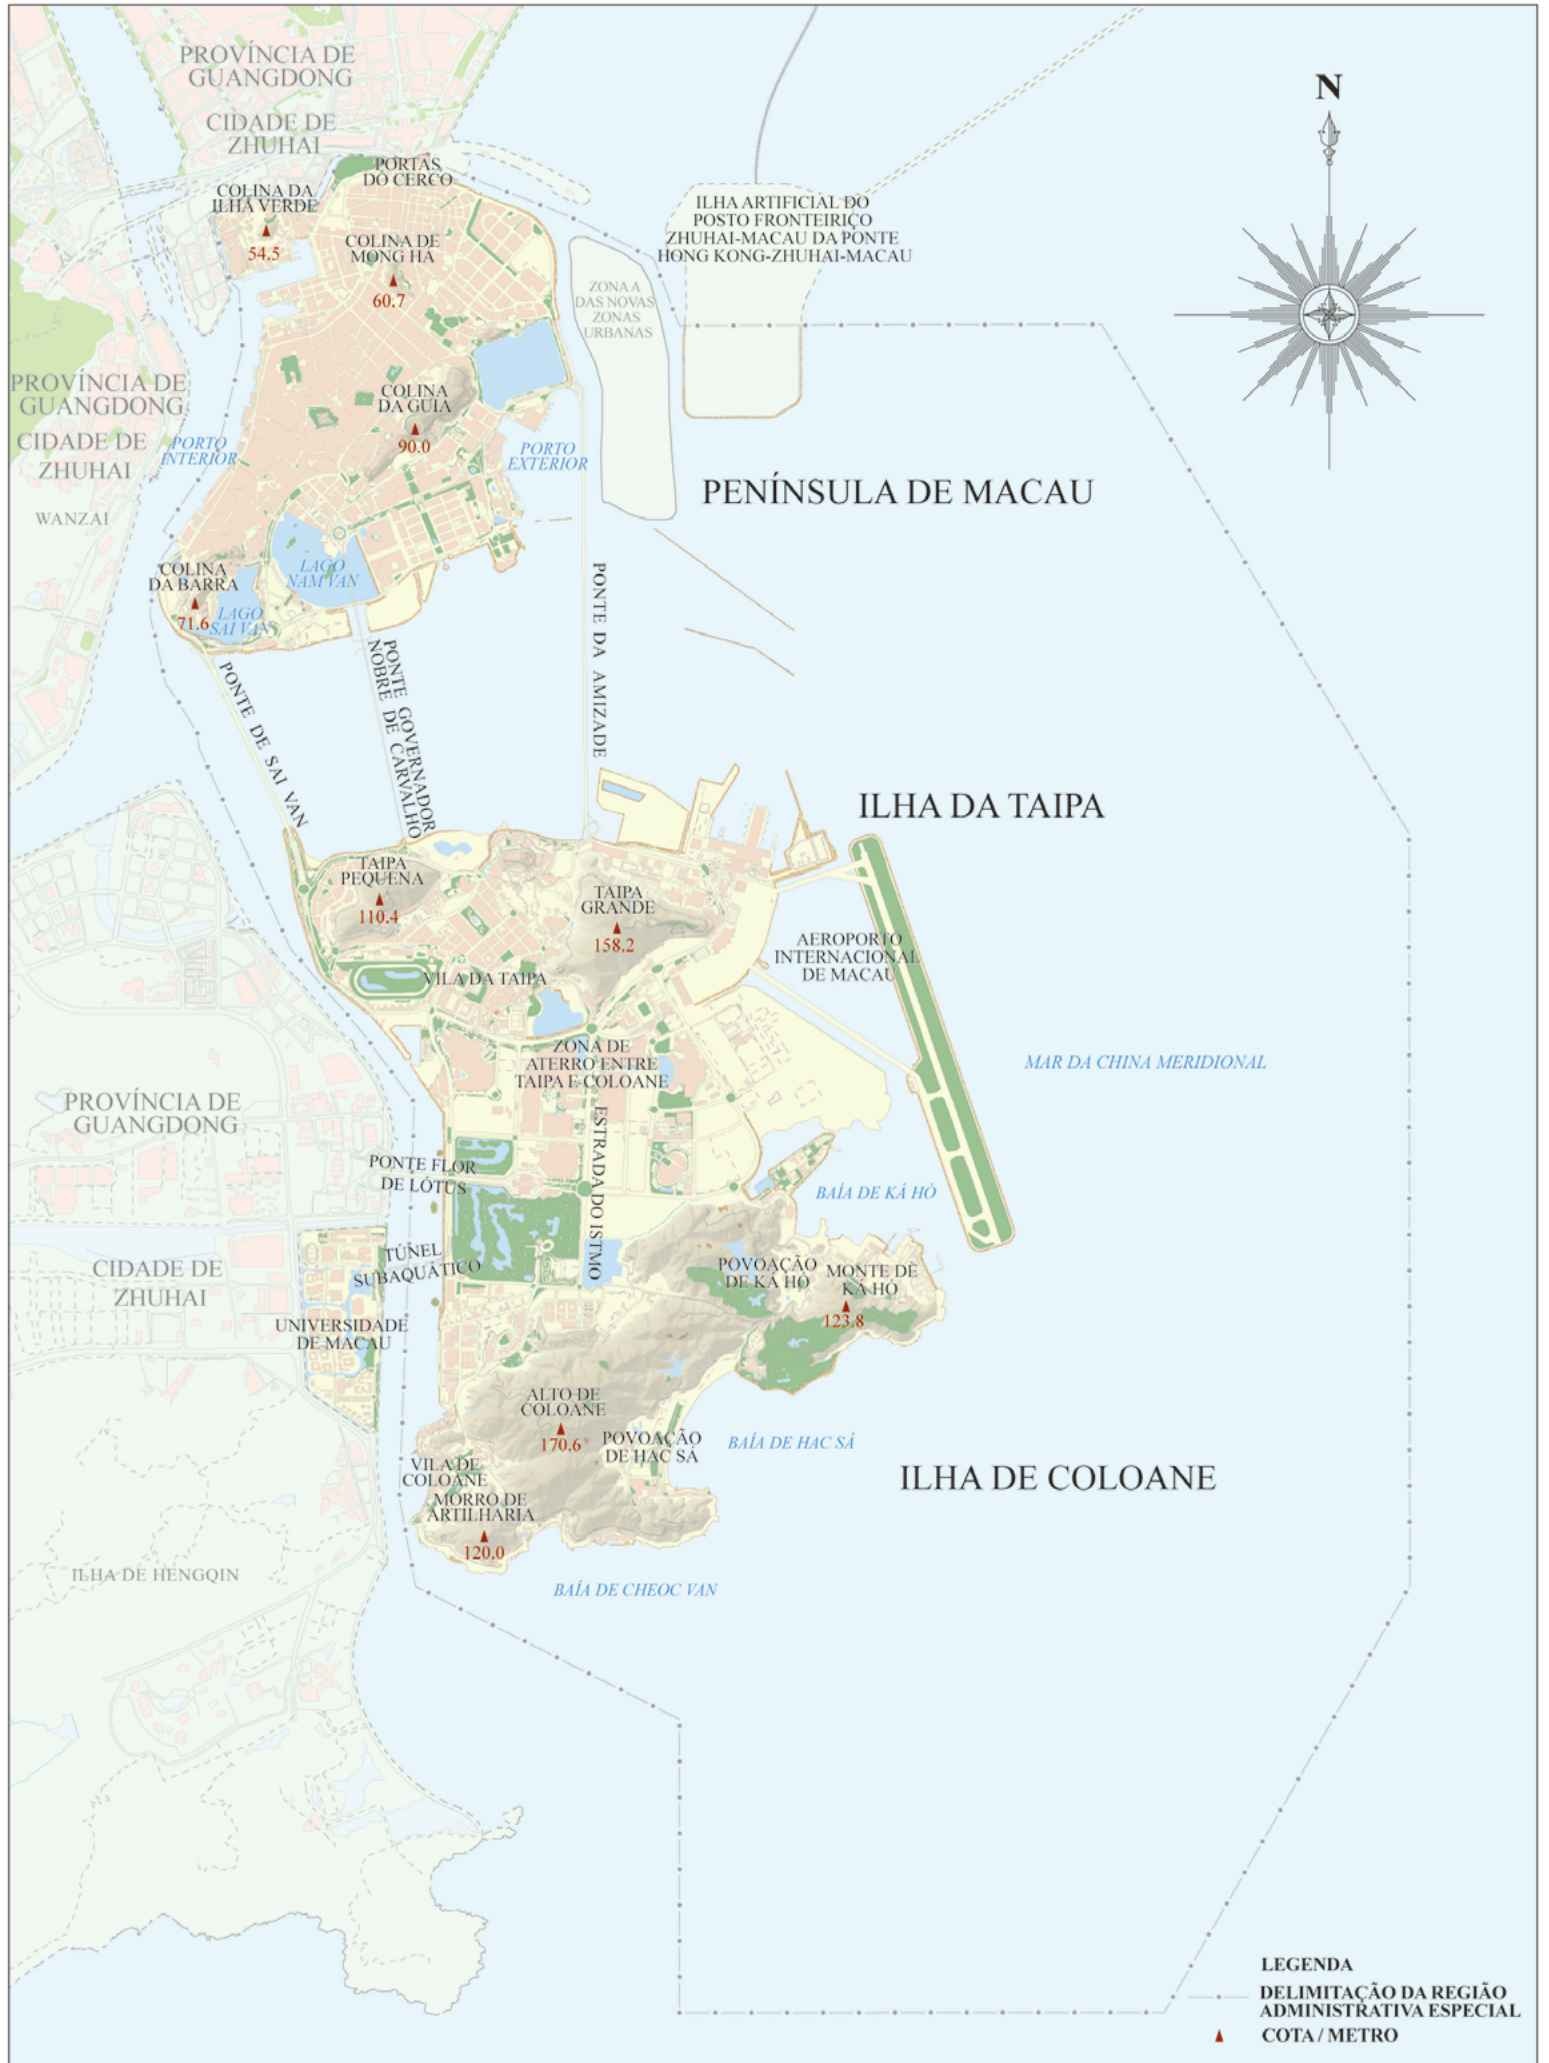 PROVÍNCIA DE
GUANGDONG
CIDADE DE
ZHUHAI
N
PORTAS
DO CERCO
COLINA DA
ILHA VERDE
54.5
COLINA DE
MONG HÁ
60.7
ILHA ARTIFICIAL DO
POSTO FRONTEIRIÇO
ZHUHAI-MACAU DA PONTE
HONG KONG-ZHUHAI-MACAU
ZONA A
DAS NOVAS
ZONAS
URBANAS
PROVÍNCIA DE
GUANGDONG
CIDADE DE
ZHUHAI
WANZAI
PORTO
INTERIOR
COLINA
DA GUIA
90.0
PORTO
EXTERIOR
PENÍNSULA DE MACAU
COLINA
DA BARRA
71.6
LAGO
NAM VAN
LAGO
SAI VAN
PONTE DE SAI VAN
PONTE GOVERNADOR
NOBRE DE CARVALHO
PONTE DA AMIZADE
ILHA DA TAIPA
TAIPA
PEQUENA
110.4
TAIPA
GRANDE
158.2
AEROPORTO
INTERNACIONAL
DE MACAU
VILA DA TAIPA
ZONA DE
ATERRO ENTRE
TAIPA E COLOANE
MAR DA CHINA MERIDIONAL
PROVÍNCIA DE
GUANGDONG
ESTRADA DO ISTMO
PONTE FLOR
DE LÓTUS
BAÍA DE KÁ HÓ
TÚNEL
SUBAQUÁTICO
CIDADE DE
ZHUHAI
POVOAÇÃO
DE KÁ HÓ
MONTE DE
KÁ HÓ
123.8
UNIVERSIDADE
DE MACAU
ALTO DE
COLOANE
170.6
POVOAÇÃO
DE HAC SÁ
BAÍA DE HAC SÁ
VILA DE
COLOANE
ILHA DE COLOANE
MORRO DE
ARTILHARIA
120.0
ILHA DE HENGQIN
BAÍA DE CHEOC VAN
LEGENDA
DELIMITAÇÃO DA REGIÃO
ADMINISTRATIVA ESPECIAL
COTA / METRO